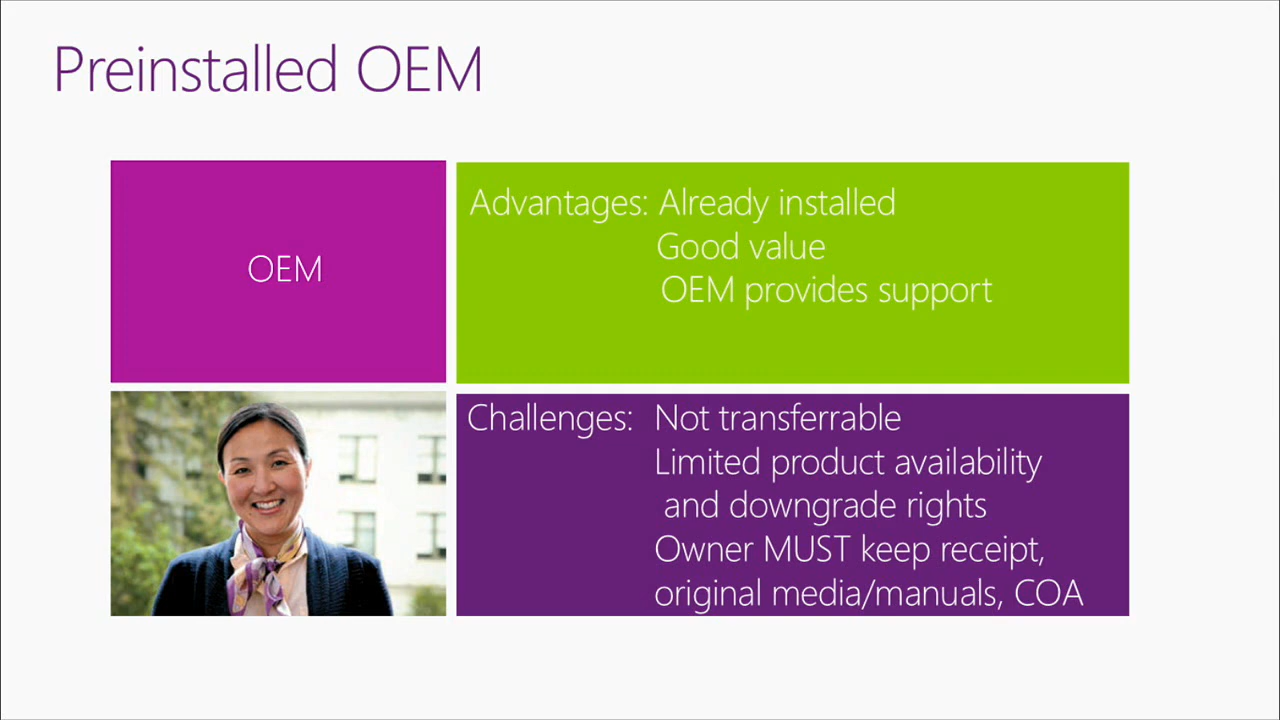 Preinstalled OEM
OEM
Advantages: Already installed
Good value
OEM provides support
Challenges: Not transferrable
Limited product availability
and downgrade rights
Owner MUST keep receipt,
original media/manuals, COA